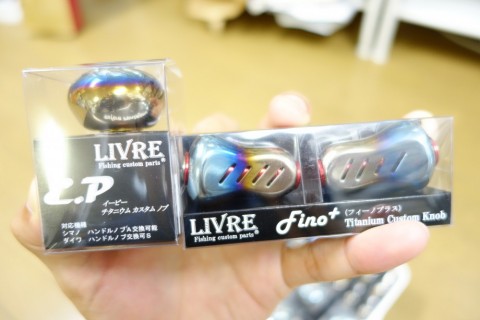 LIVRE®
Fishing custom parts
E.P
イーピー
チタニウム カスタム ノブ
対応機種
シマノ ハンドルノブA交換可能
ダイワ ハンドルノブ交換可S
LIVRE®
Fishing custom parts
Fino+ (フィーノプラス)
Titanium Custom Knob